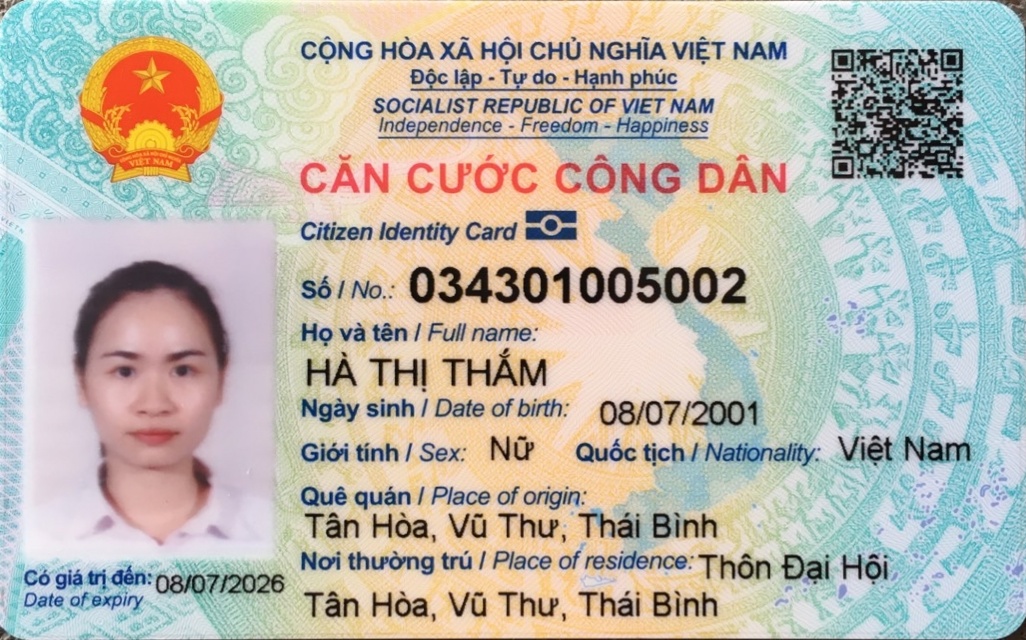 CỘNG HÒA XÃ HỘI CHỦ NGHĨA VIỆT NAM
Độc lập - Tự do - Hạnh phúc
SOCIALIST REPUBLIC OF VIET NAM
Independence - Freedom - Happiness
CĂN CƯỚC CÔNG DÂN
Citizen Identity Card
Số / No.: 034301005002
Họ và tên / Full name:
HÀ THỊ THẮM
Ngày sinh / Date of birth: 08/07/2001
Giới tính / Sex: Nữ Quốc tịch / Nationality: Việt Nam
Quê quán / Place of origin:
Tân Hòa, Vũ Thư, Thái Bình
Nơi thường trú / Place of residence: Thôn Đại Hội
Tân Hòa, Vũ Thư, Thái Bình
Có giá trị đến: 08/07/2026
Date of expiry
VIỆT NAM